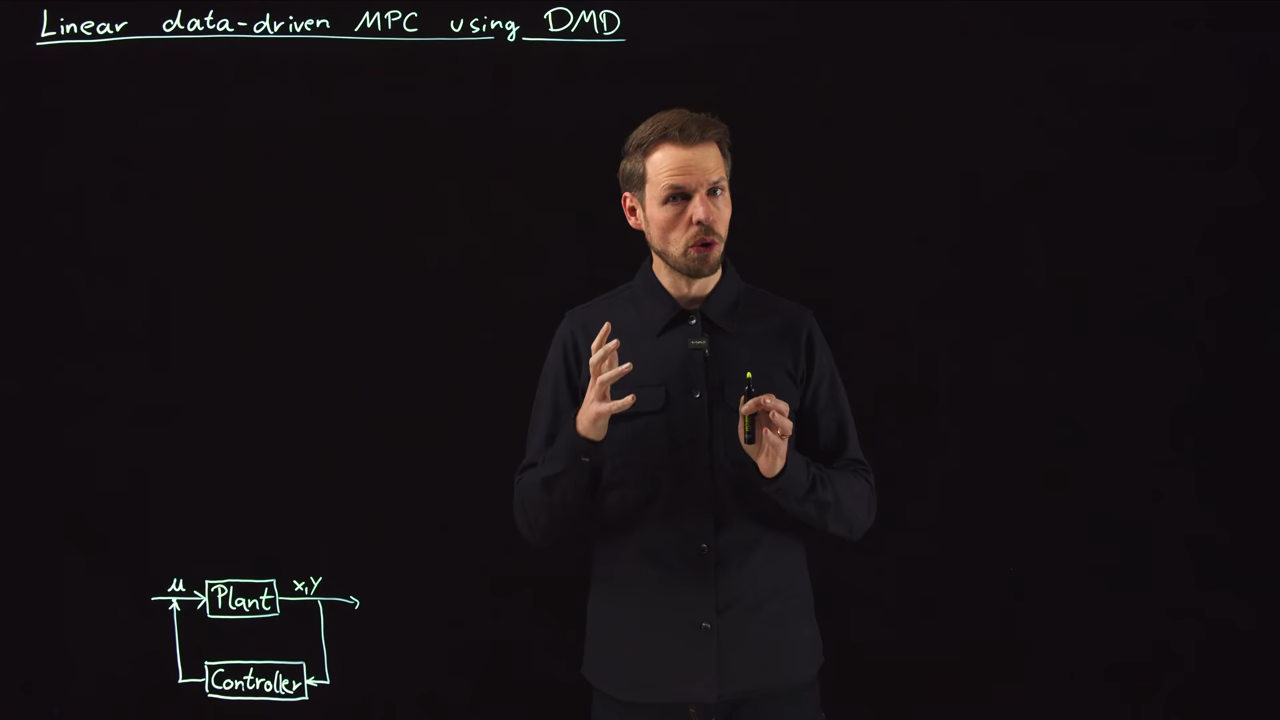 Linear data-driven MPC using DMD
u
Plant
x,y
Controller